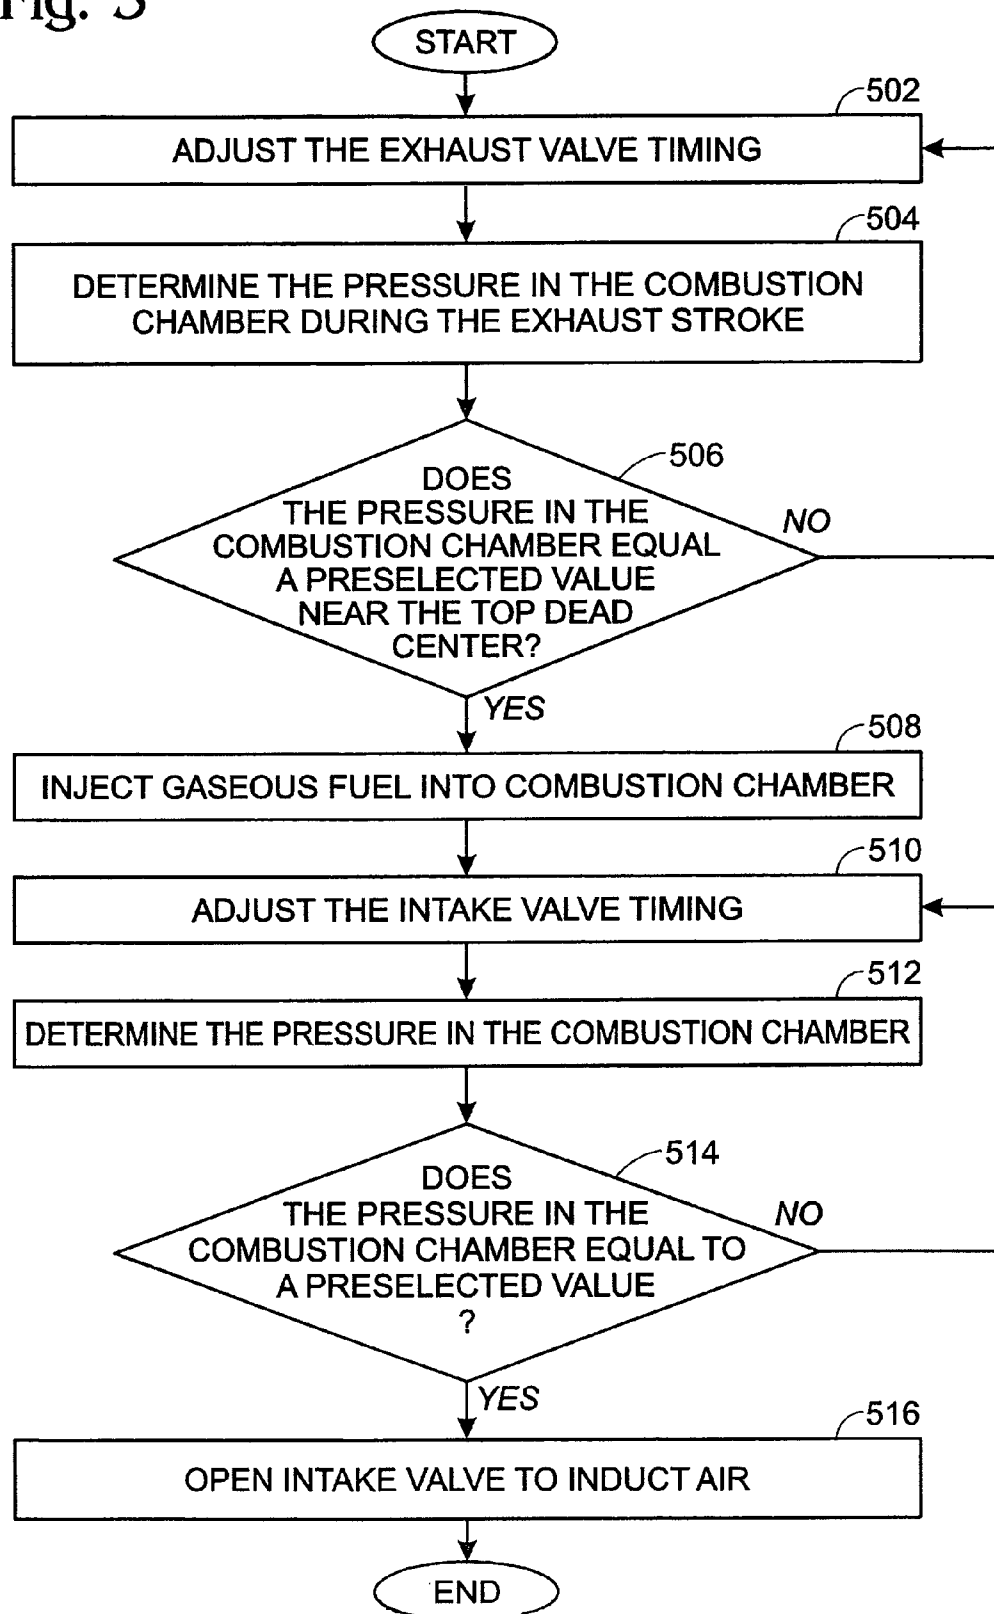 Fig. 5
START
502
ADJUST THE EXHAUST VALVE TIMING
504
DETERMINE THE PRESSURE IN THE COMBUSTION
CHAMBER DURING THE EXHAUST STROKE
506
DOES
THE PRESSURE IN THE
COMBUSTION CHAMBER EQUAL
A PRESELECTED VALUE
NEAR THE TOP DEAD
CENTER?
NO
YES
508
INJECT GASEOUS FUEL INTO COMBUSTION CHAMBER
510
ADJUST THE INTAKE VALVE TIMING
512
DETERMINE THE PRESSURE IN THE COMBUSTION CHAMBER
514
DOES
THE PRESSURE IN THE
COMBUSTION CHAMBER EQUAL TO
A PRESELECTED VALUE
?
NO
YES
516
OPEN INTAKE VALVE TO INDUCT AIR
END